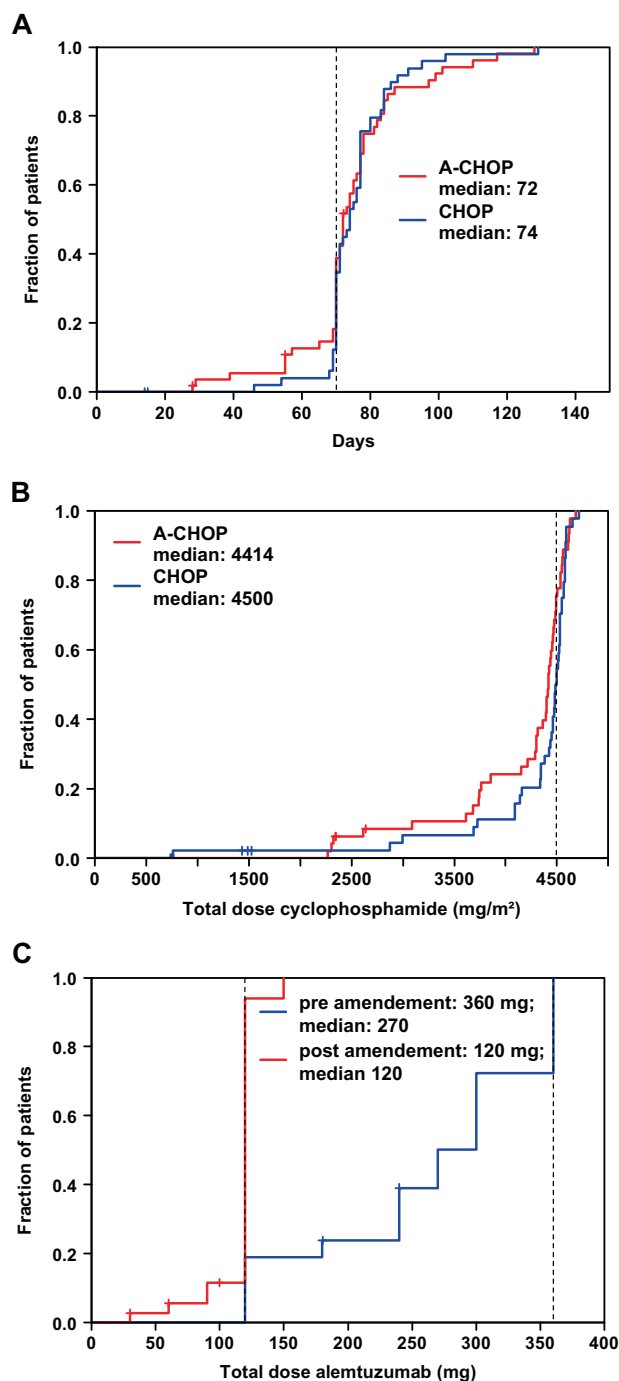 A
1.0
0.8
0.6
0.4
0.2
0.0
Fraction of patients
A-CHOP
median: 72
CHOP
median: 74
0 20 40 60 80 100 120 140
Days
B
1.0
0.8
0.6
0.4
0.2
0.0
Fraction of patients
A-CHOP
median: 4414
CHOP
median: 4500
0 500 1500 2500 3500 4500
Total dose cyclophosphamide (mg/m²)
C
1.0
0.8
0.6
0.4
0.2
0.0
Fraction of patients
pre amendement: 360 mg;
median: 270
post amendement: 120 mg;
median 120
0 50 100 150 200 250 300 350 400
Total dose alemtuzumab (mg)